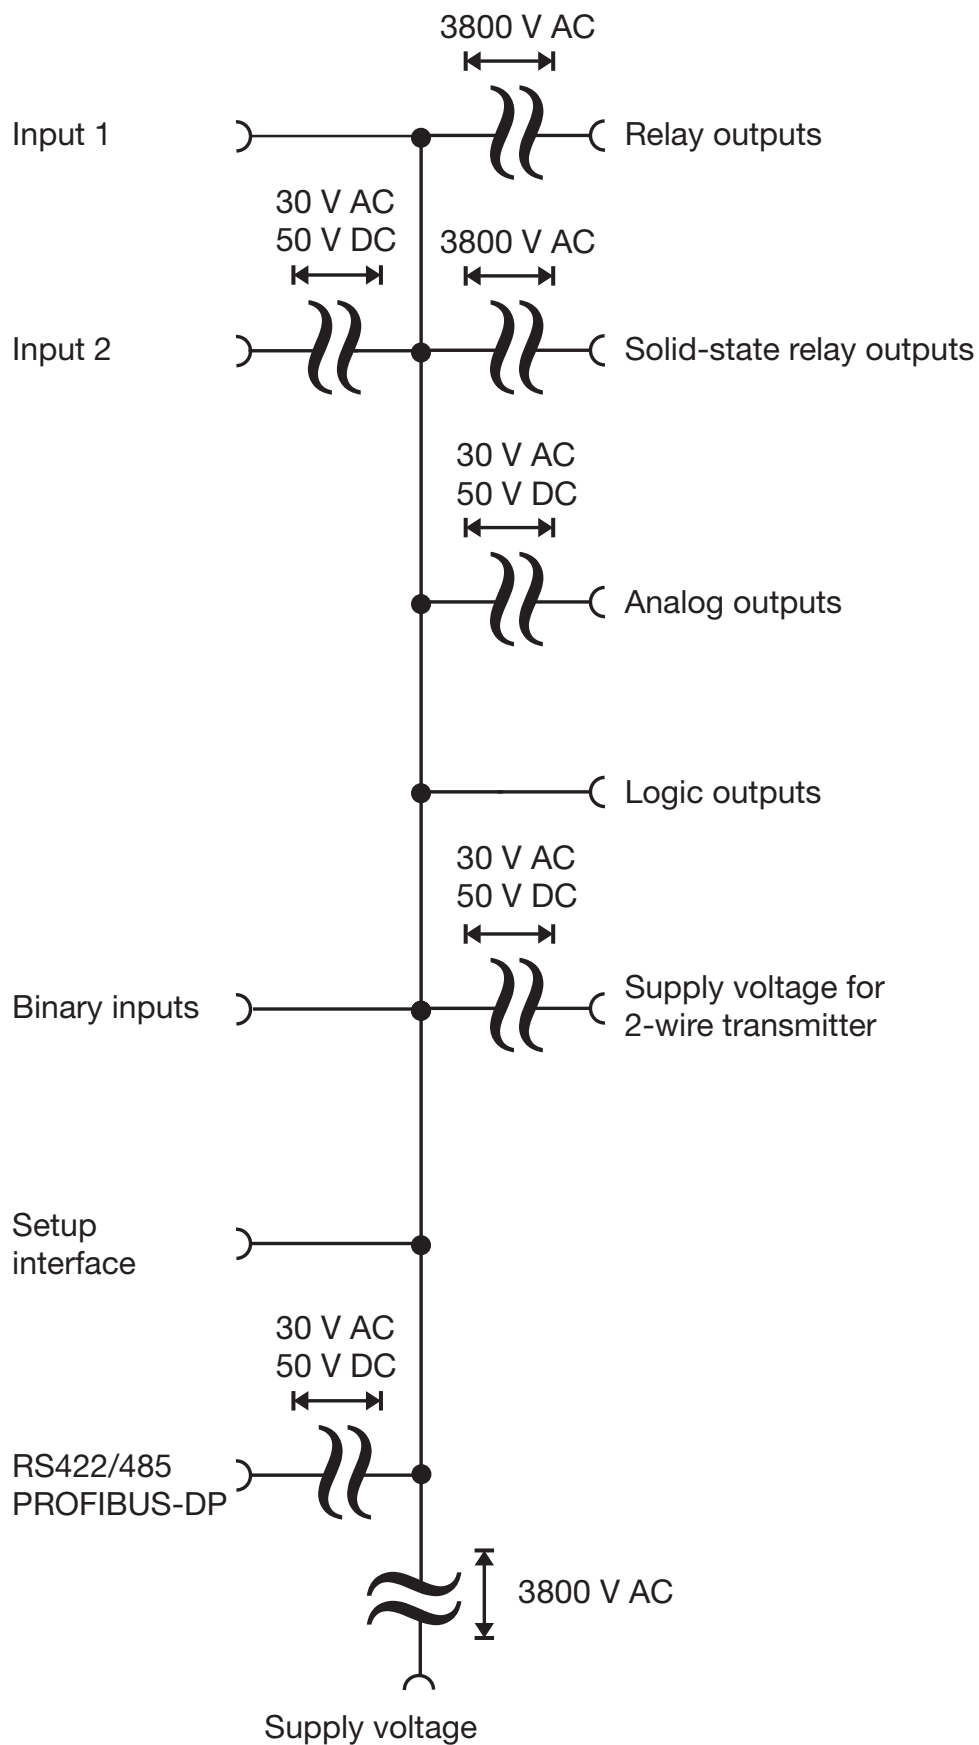 3800 V AC
Input 1
Relay outputs
30 V AC
50 V DC
3800 V AC
Input 2
Solid-state relay outputs
30 V AC
50 V DC
Analog outputs
Logic outputs
30 V AC
50 V DC
Binary inputs
Supply voltage for
2-wire transmitter
Setup
interface
30 V AC
50 V DC
RS422/485
PROFIBUS-DP
3800 V AC
Supply voltage